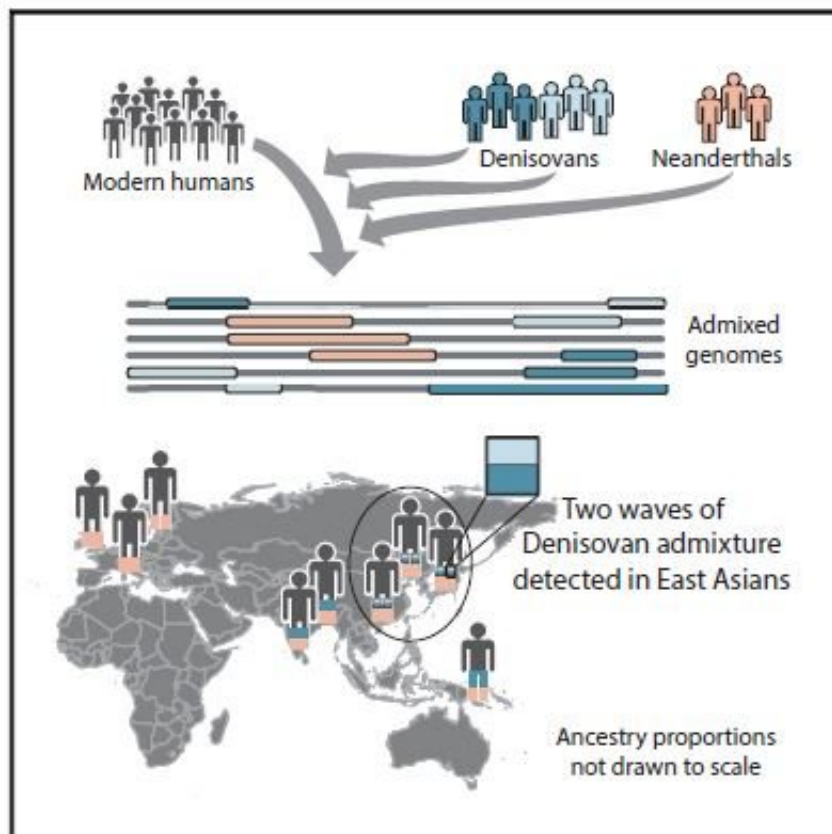 Modern humans
Denisovans
Neanderthals
Admixed
genomes
Two waves of
Denisovan admixture
detected in East Asians
Ancestry proportions
not drawn to scale